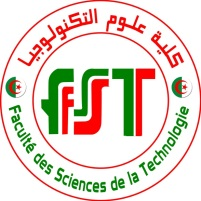 كلية علوم التكنولوجيا
FST
Faculté des Sciences de la Technologie